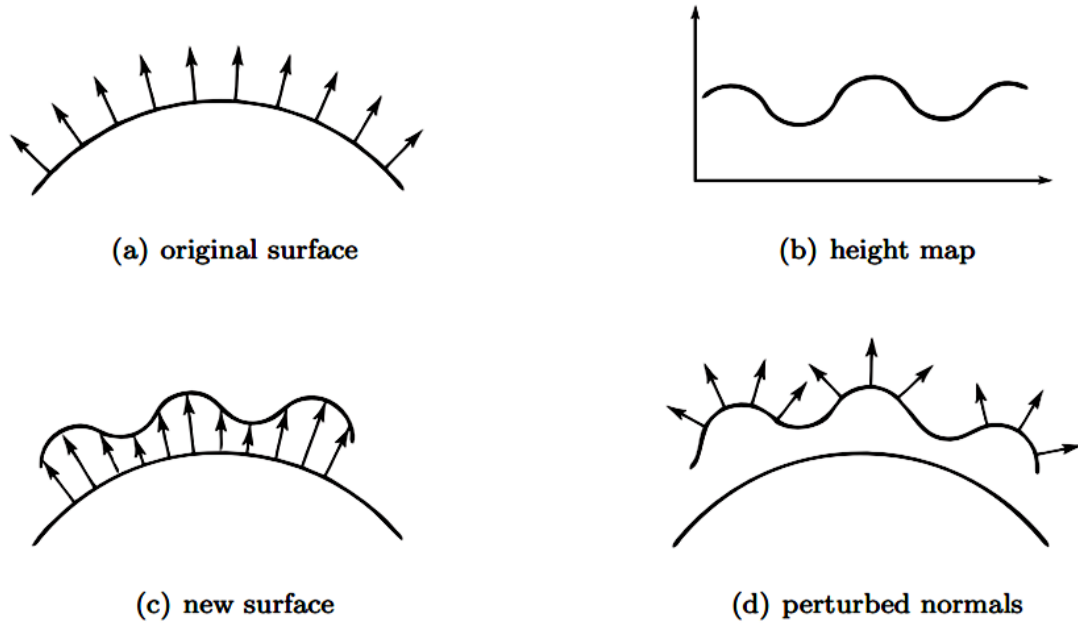 (a) original surface
(b) height map
(c) new surface
(d) perturbed normals